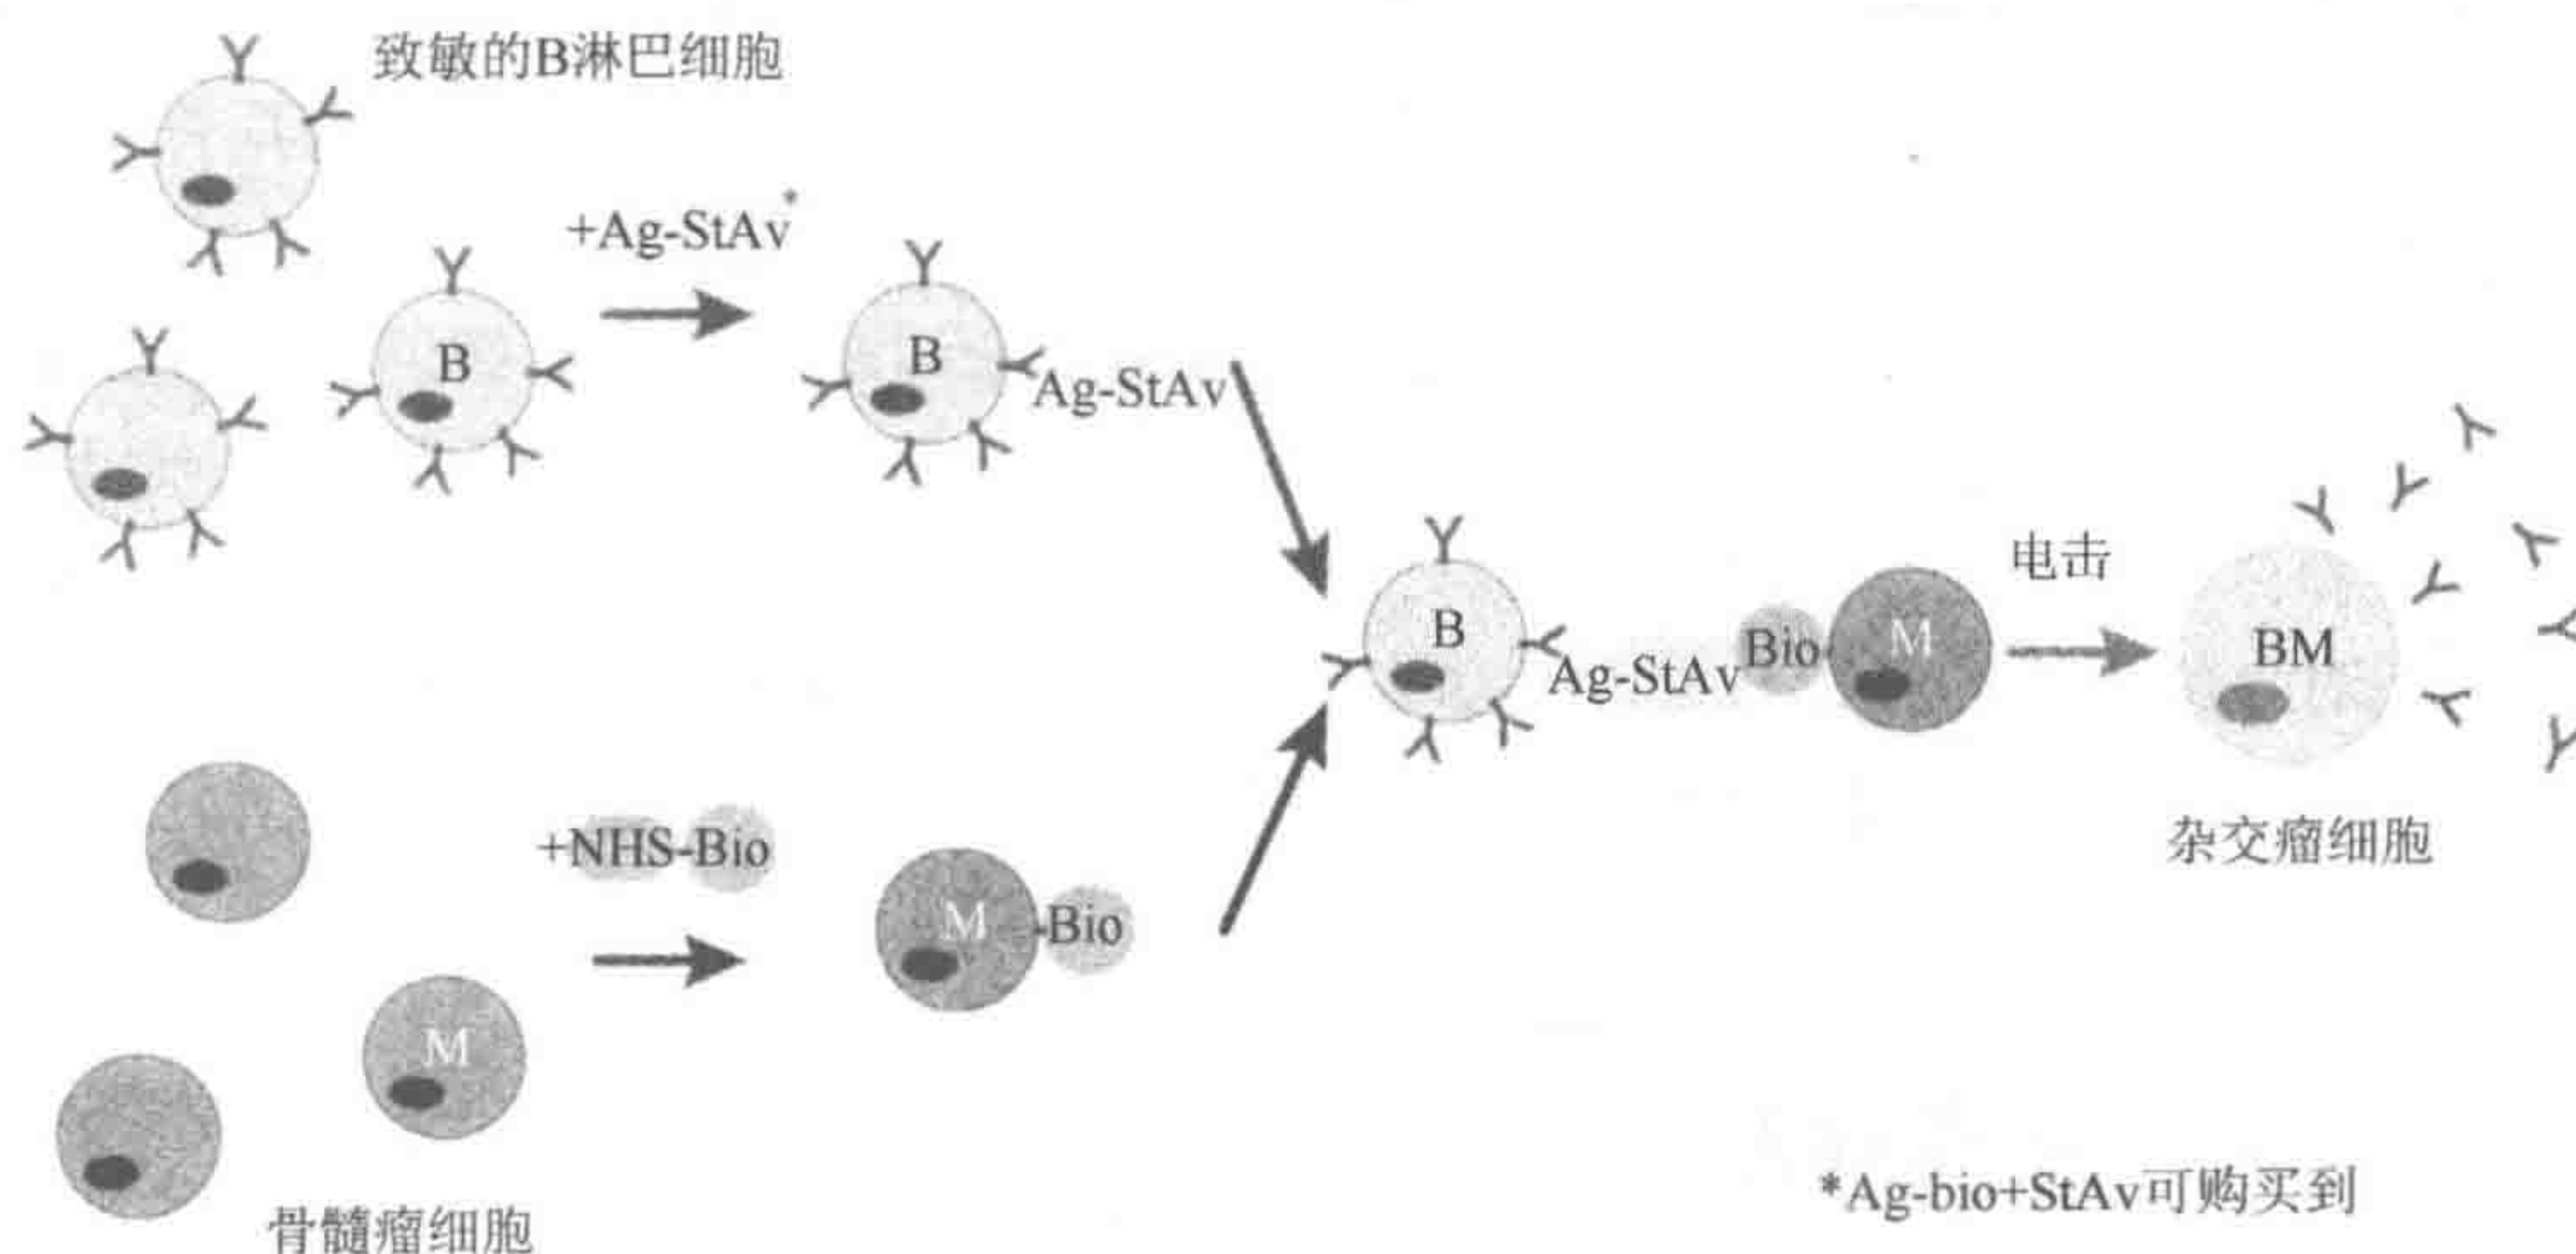 致敏的B淋巴细胞
+Ag-StAv*
B
B
Ag-StAv
B
Ag-StAv
Bio
M
电击
BM
杂交瘤细胞
+NHS-Bio
M
Bio
M
骨髓瘤细胞
*Ag-bio+StAv可购买到